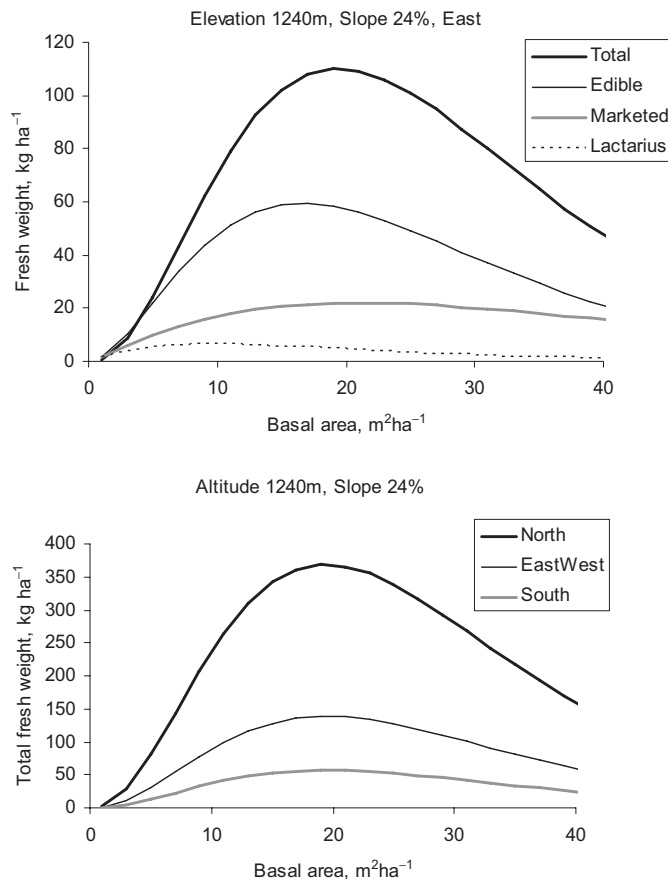 Elevation 1240m, Slope 24%, East
Total
Edible
Marketed
Lactarius
Fresh weight, kg ha⁻¹
120
100
80
60
40
20
0
0 10 20 30 40
Basal area, m²ha⁻¹
Altitude 1240m, Slope 24%
North
EastWest
South
Total fresh weight, kg ha⁻¹
400
350
300
250
200
150
100
50
0
0 10 20 30 40
Basal area, m²ha⁻¹